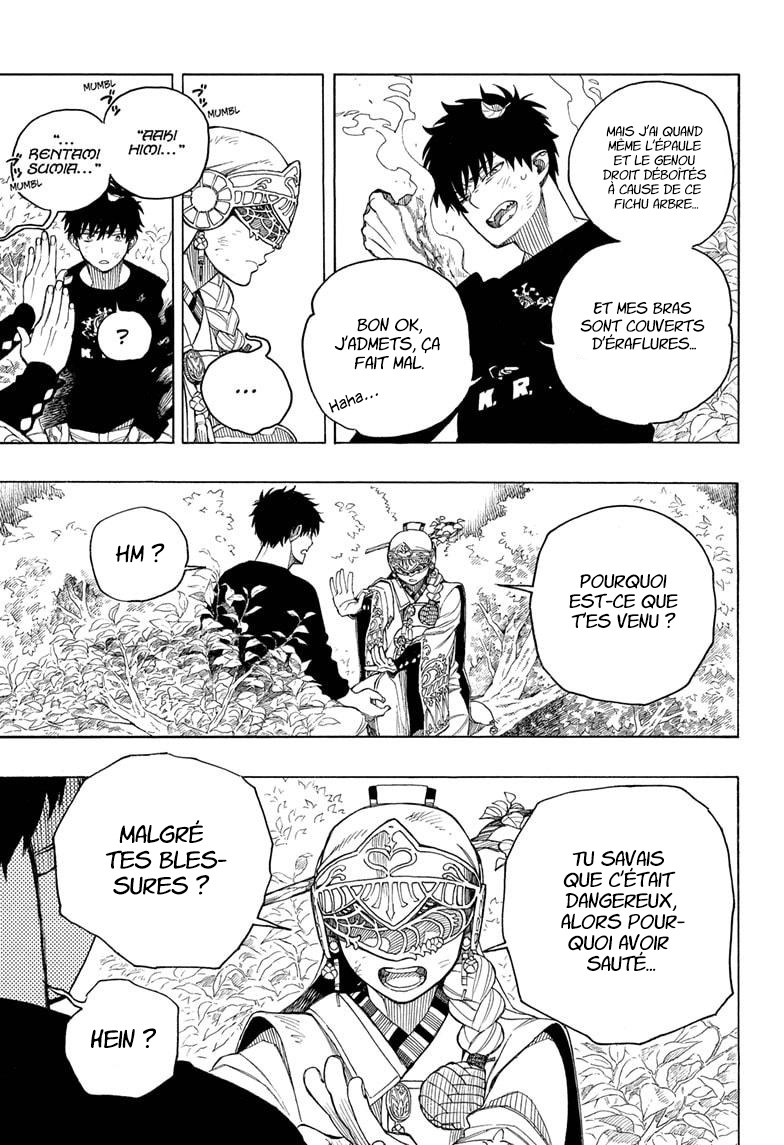 MAIS J'AI QUAND
MÊME L'ÉPAULE
ET LE GENOU
DROIT DÉBOÎTÉS
À CAUSE DE CE
FICHU ARBRE...
ET MES BRAS
SONT COUVERTS
D'ÉRAFLURES...
BON OK,
J'ADMETS, ÇA
FAIT MAL.
Haha...
K. R.
MUMBL
...
MUMBL
"AAKI
HIMI..."
"...
RENTAMI
SUMIA..."
MUMBL
?
K.
POURQUOI
EST-CE QUE
T'ES VENU ?
HM ?
TU SAVAIS
QUE C'ÉTAIT
DANGEREUX,
ALORS POUR-
QUOI AVOIR
SAUTÉ...
MALGRÉ
TES BLES-
SURES ?
HEIN ?